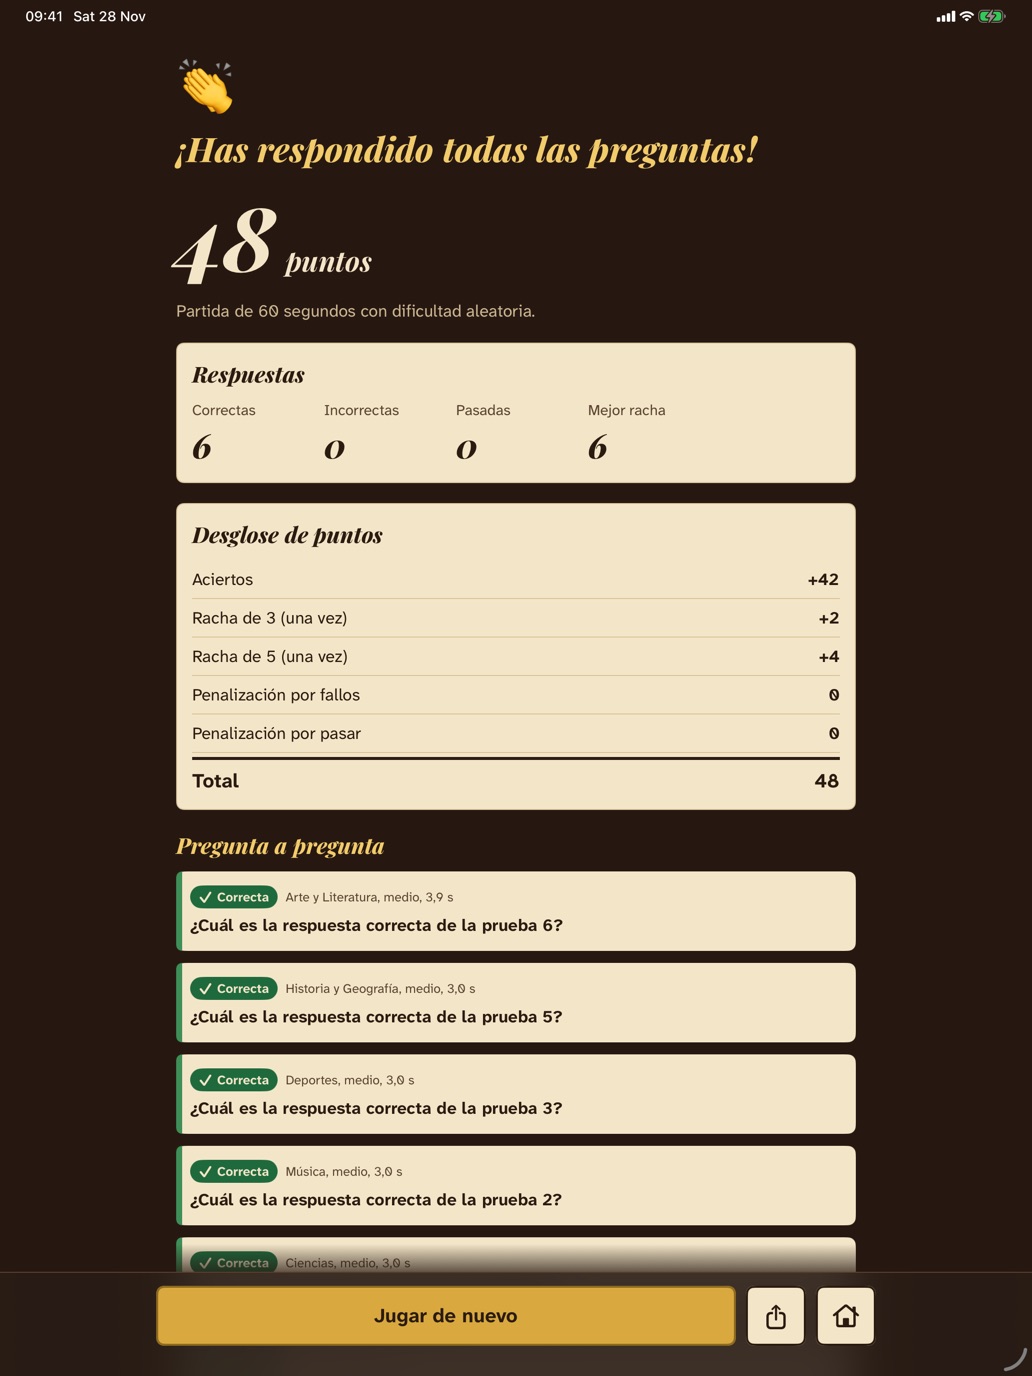 09:41 Sat 28 Nov
¡Has respondido todas las preguntas!
48 puntos
Partida de 60 segundos con dificultad aleatoria.
Respuestas
Correctas Incorrectas Pasadas Mejor racha
6 0 0 6
Desglose de puntos
Aciertos +42
Racha de 3 (una vez) +2
Racha de 5 (una vez) +4
Penalización por fallos 0
Penalización por pasar 0
Total 48
Pregunta a pregunta
Correcta Arte y Literatura, medio, 3,9 s
¿Cuál es la respuesta correcta de la prueba 6?
Correcta Historia y Geografía, medio, 3,0 s
¿Cuál es la respuesta correcta de la prueba 5?
Correcta Deportes, medio, 3,0 s
¿Cuál es la respuesta correcta de la prueba 3?
Correcta Música, medio, 3,0 s
¿Cuál es la respuesta correcta de la prueba 2?
Correcta Ciencias, medio, 3,0 s
Jugar de nuevo